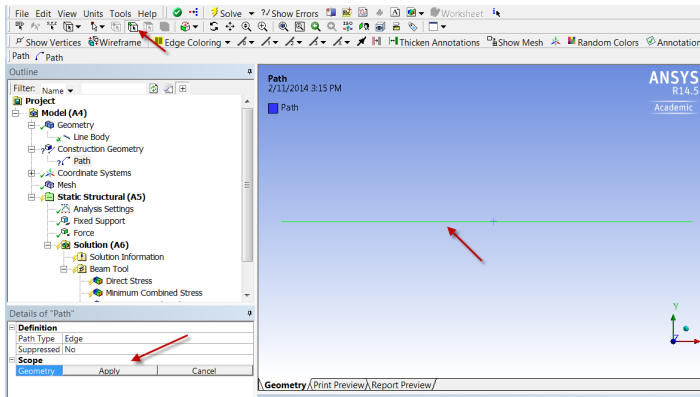 File Edit View Units Tools Help Solve ?/ Show Errors Worksheet
Show Vertices Wireframe Edge Coloring Thicken Annotations Show Mesh Random Colors Annotation
Path Path
Outline
Filter: Name
Project
Model (A4)
Geometry
Line Body
Construction Geometry
Path
Coordinate Systems
Mesh
Static Structural (A5)
Analysis Settings
Fixed Support
Force
Solution (A6)
Solution Information
Beam Tool
Direct Stress
Minimum Combined Stress
Details of "Path"
Definition
Path Type Edge
Suppressed No
Scope
Geometry Apply Cancel
Path
2/11/2014 3:15 PM
Path
ANSYS
R14.5
Academic
Y
Z
Geometry Print Preview Report Preview